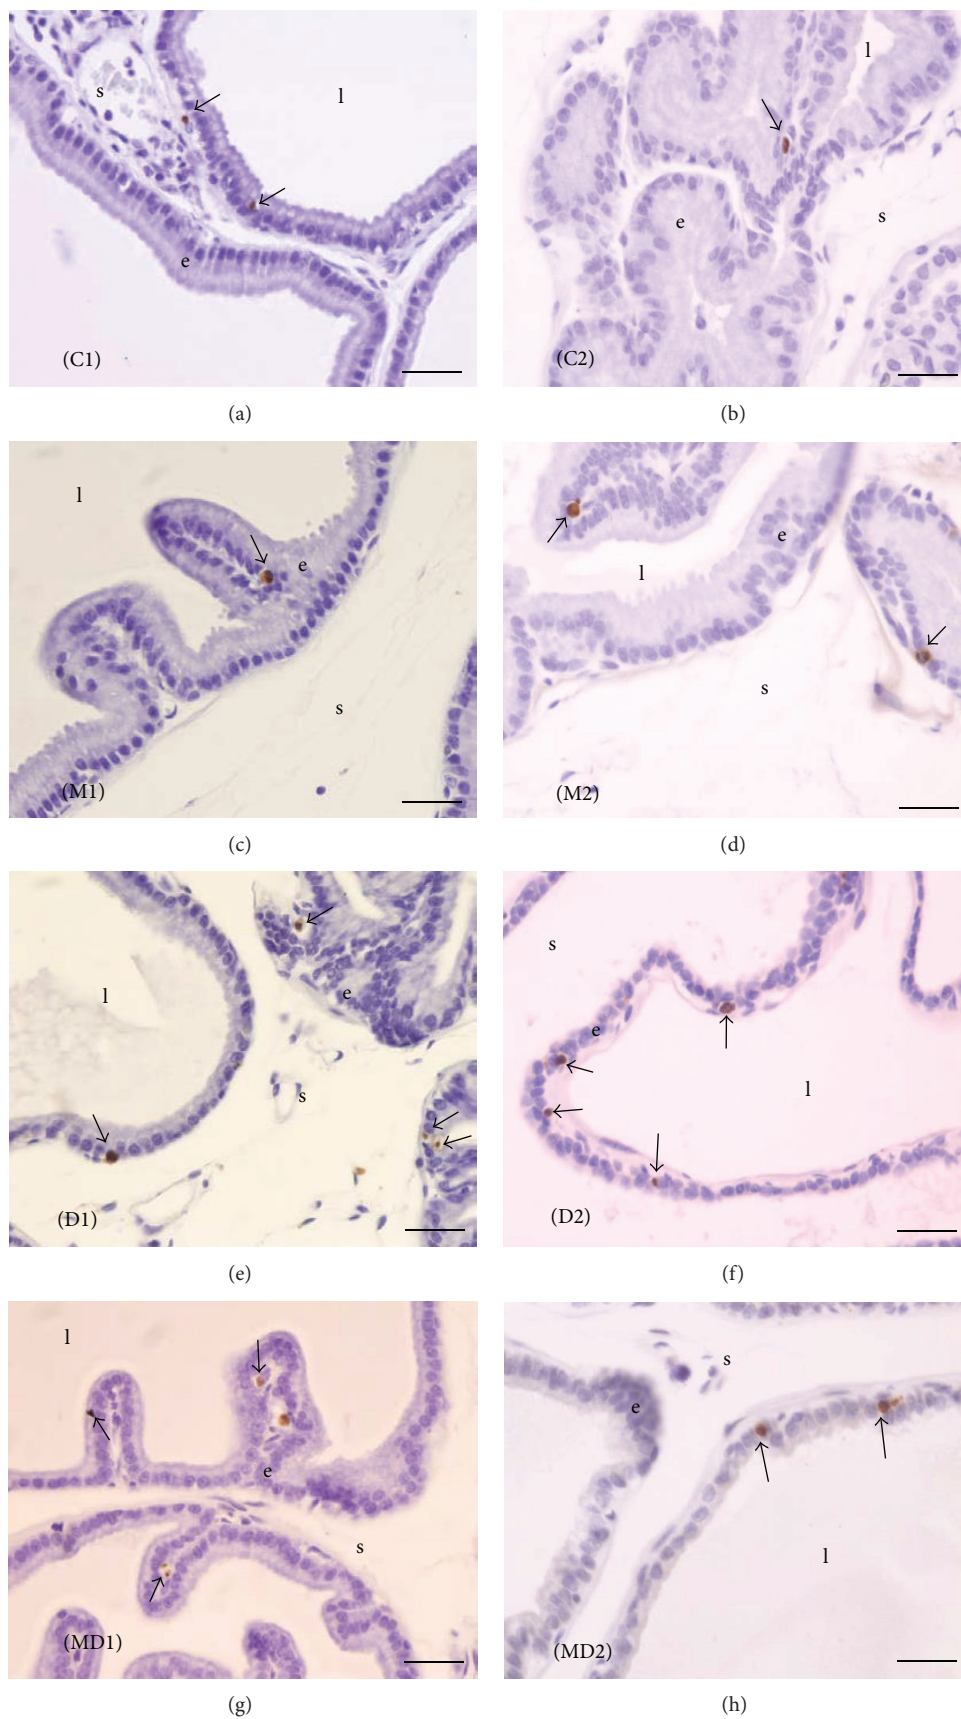 s
l
e
(C1)
(a)
l
s
e
(C2)
(b)
l
e
s
(M1)
(c)
e
l
s
(M2)
(d)
l
e
s
(D1)
(e)
s
e
l
(D2)
(f)
l
e
s
(MD1)
(g)
s
e
l
(MD2)
(h)